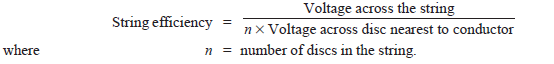 String efficiency = Voltage across the string / n × Voltage across disc nearest to conductor
where n = number of discs in the string.